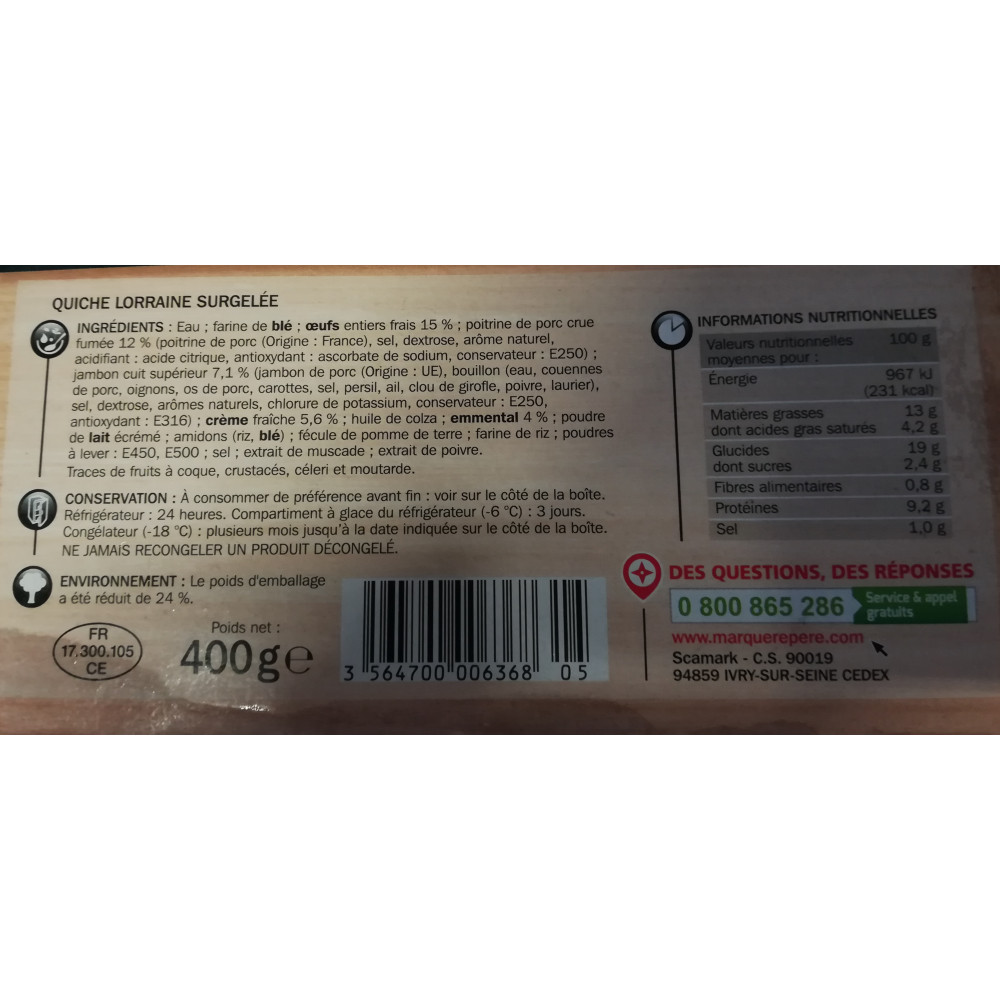 QUICHE LORRAINE SURGELÉE
INGRÉDIENTS : Eau ; farine de blé ; œufs entiers frais 15 % ; poitrine de porc crue
fumée 12 % (poitrine de porc (Origine : France), sel, dextrose, arôme naturel,
acidifiant : acide citrique, antioxydant : ascorbate de sodium, conservateur : E250) ;
jambon cuit supérieur 7,1 % (jambon de porc (Origine : UE), bouillon (eau, couennes
de porc, oignons, os de porc, carottes, sel, persil, ail, clou de girofle, poivre, laurier),
sel, dextrose, arômes naturels, chlorure de potassium, conservateur : E250,
antioxydant : E316) ; crème fraîche 5,6 % ; huile de colza ; emmental 4 % ; poudre
de lait écrémé ; amidons (riz, blé) ; fécule de pomme de terre ; farine de riz ; poudres
à lever : E450, E500 ; sel ; extrait de muscade ; extrait de poivre.
Traces de fruits à coque, crustacés, céleri et moutarde.
CONSERVATION : À consommer de préférence avant fin : voir sur le côté de la boîte.
Réfrigérateur : 24 heures. Compartiment à glace du réfrigérateur (-6 °C) : 3 jours.
Congélateur (-18 °C) : plusieurs mois jusqu'à la date indiquée sur le côté de la boîte.
NE JAMAIS RECONGELER UN PRODUIT DÉCONGELÉ.
ENVIRONNEMENT : Le poids d'emballage
a été réduit de 24 %.
FR
17.300.105
CE
Poids net :
400g e
3 564700 006368 05
INFORMATIONS NUTRITIONNELLES
Valeurs nutritionnelles 100 g
moyennes pour :
Énergie 967 kJ
(231 kcal)
Matières grasses 13 g
dont acides gras saturés 4,2 g
Glucides 19 g
dont sucres 2,4 g
Fibres alimentaires 0,8 g
Protéines 9,2 g
Sel 1,0 g
DES QUESTIONS, DES RÉPONSES
0 800 865 286 Service & appel
gratuits
www.marquerepere.com
Scamark - C.S. 90019
94859 IVRY-SUR-SEINE CEDEX